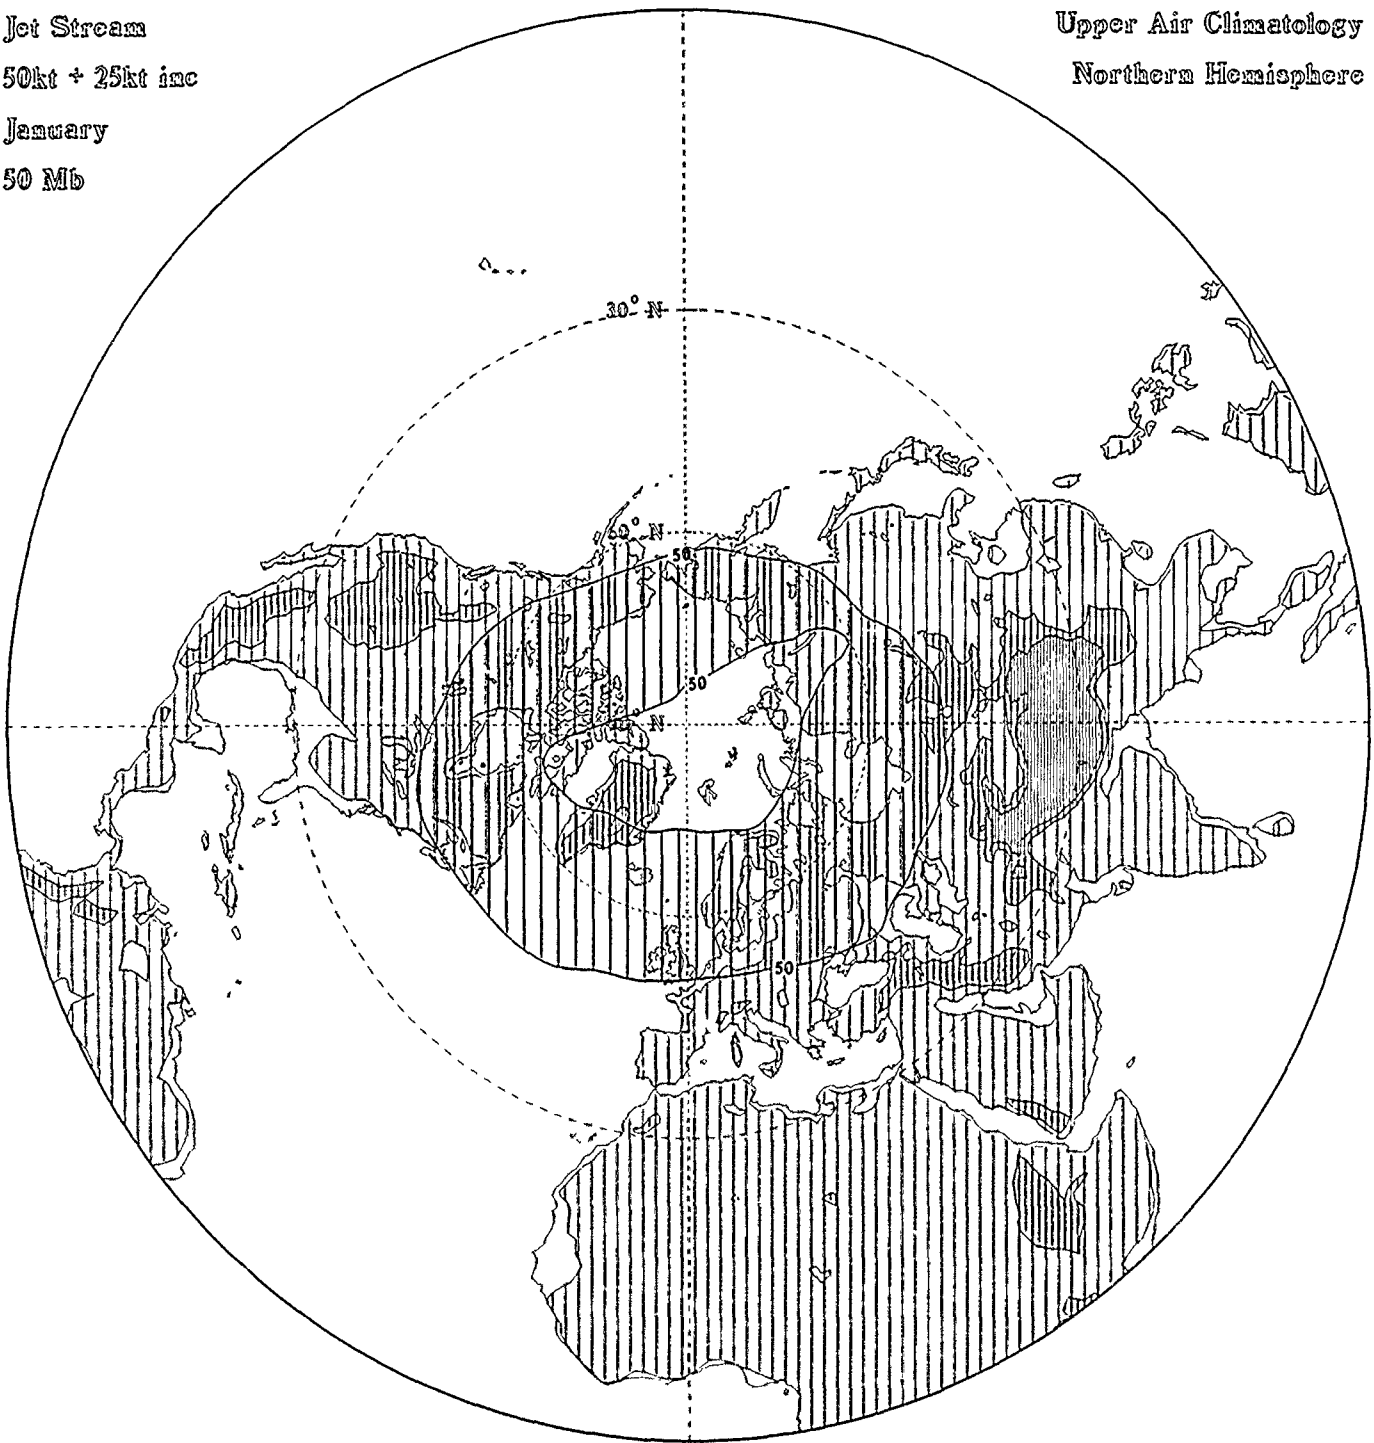 Jet Stream
50kt + 25kt inc
January
50 Mb
Upper Air Climatology
Northern Hemisphere
30° N
60° N
50
50
N
50